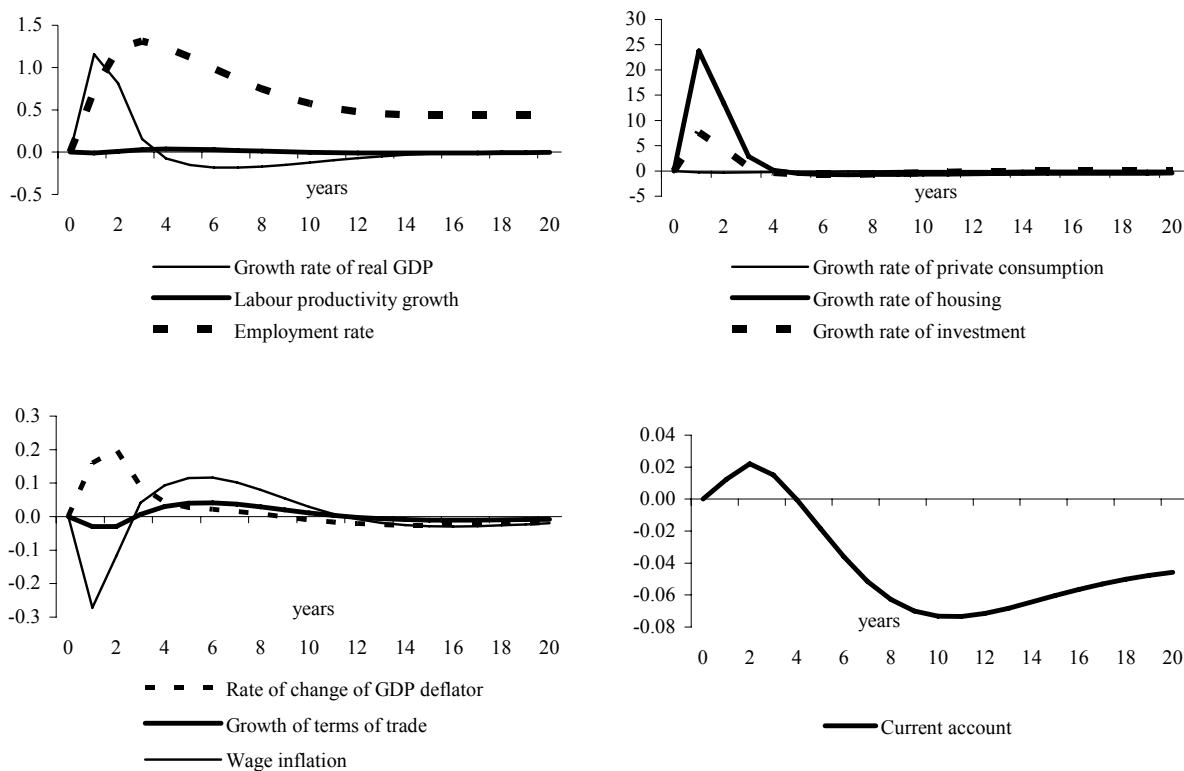 1.5
1.0
0.5
0.0
-0.5
years
0 2 4 6 8 10 12 14 16 18 20
Growth rate of real GDP
Labour productivity growth
Employment rate
30
25
20
15
10
5
0
-5
years
0 2 4 6 8 10 12 14 16 18 20
Growth rate of private consumption
Growth rate of housing
Growth rate of investment
0.3
0.2
0.1
0.0
-0.1
-0.2
-0.3
years
0 2 4 6 8 10 12 14 16 18 20
Rate of change of GDP deflator
Growth of terms of trade
Wage inflation
0.04
0.02
0.00
-0.02
-0.04
-0.06
-0.08
years
0 2 4 6 8 10 12 14 16 18 20
Current account